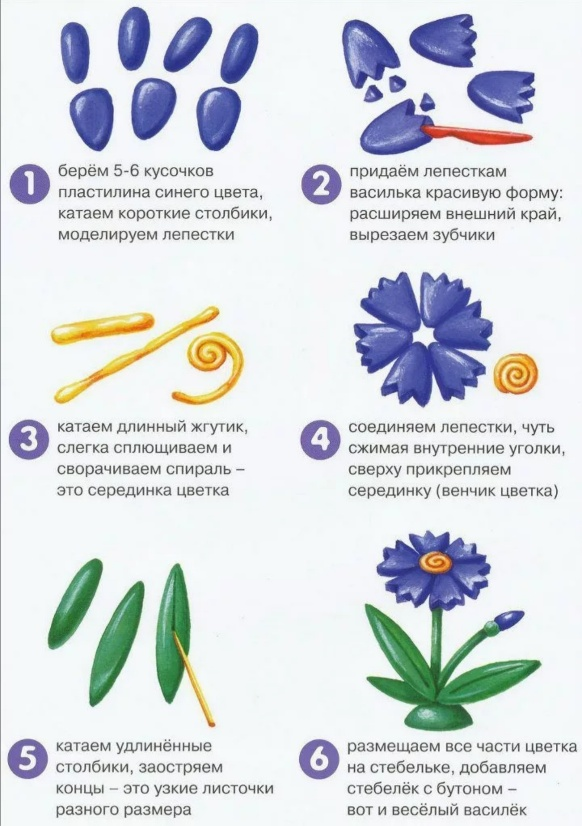 1
берём 5-6 кусочков
пластилина синего цвета,
катаем короткие столбики,
моделируем лепестки
2
придаём лепесткам
василька красивую форму:
расширяем внешний край,
вырезаем зубчики
3
катаем длинный жгутик,
слегка сплющиваем и
сворачиваем спираль –
это серединка цветка
4
соединяем лепестки, чуть
сжимая внутренние уголки,
сверху прикрепляем
серединку (венчик цветка)
5
катаем удлинённые
столбики, заостряем
концы – это узкие листочки
разного размера
6
размещаем все части цветка
на стебельке, добавляем
стебелёк с бутоном –
вот и весёлый василёк